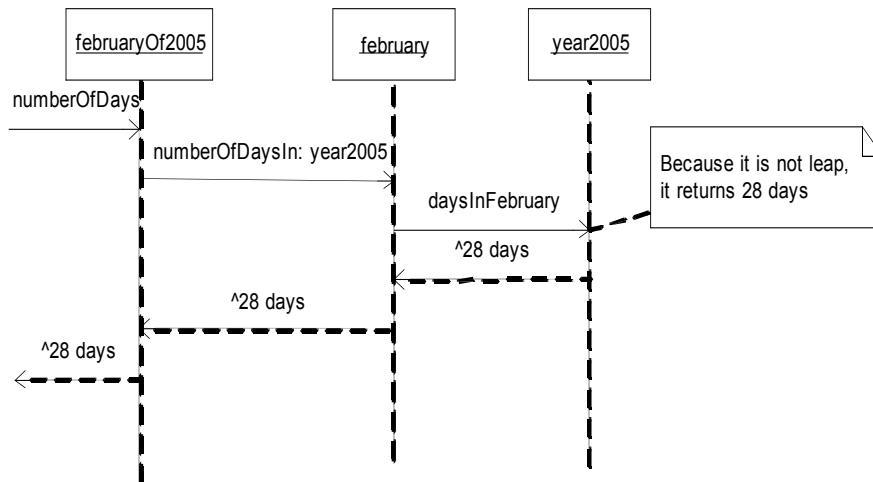 februaryOf2005
february
year2005
numberOfDays
numberOfDaysIn: year2005
Because it is not leap,
it returns 28 days
daysInFebruary
^28 days
^28 days
^28 days